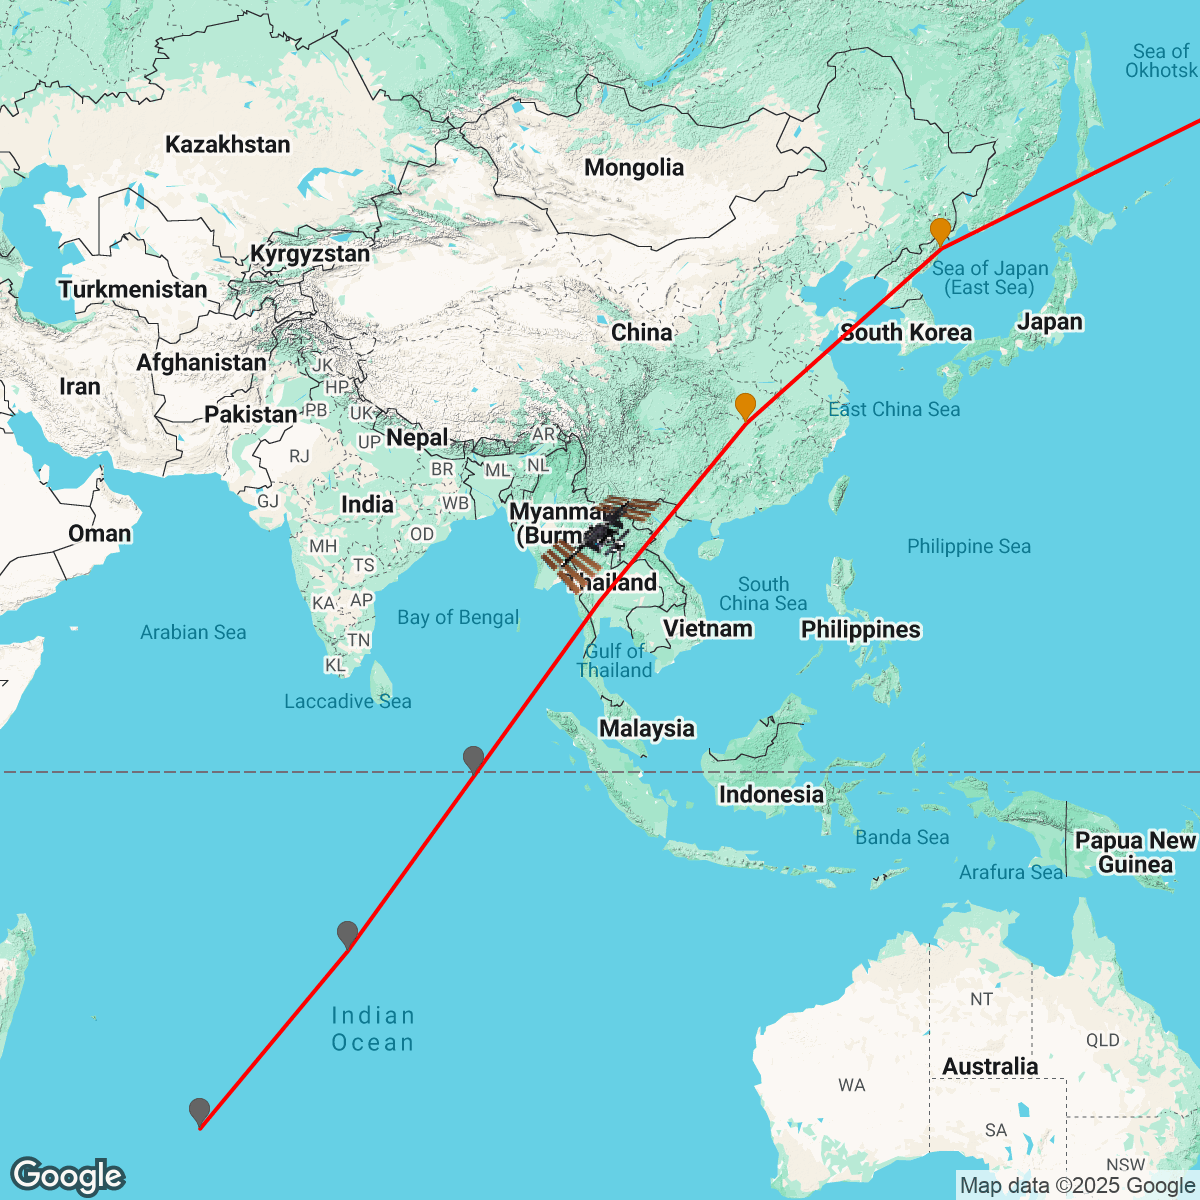 Sea of
Okhotsk
Kazakhstan
Mongolia
Kyrgyzstan
Sea of Japan
(East Sea)
Turkmenistan
Japan
China
South Korea
Afghanistan
JK
Iran
HP
Pakistan
PB
UK
East China Sea
Nepal
AR
UP
RJ
BR
ML
NL
GJ
India
WB
Myanma
(Burm
Oman
OD
MH
Philippine Sea
TS
Thailand
South
China Sea
KA
AP
Bay of Bengal
Arabian Sea
Vietnam
Philippines
TN
KL
Gulf of
Thailand
Laccadive Sea
Malaysia
Indonesia
Banda Sea
Papua New
Guinea
Arafura Sea
NT
Indian
Ocean
QLD
Australia
WA
SA
NSW
Google
Map data ©2025 Google